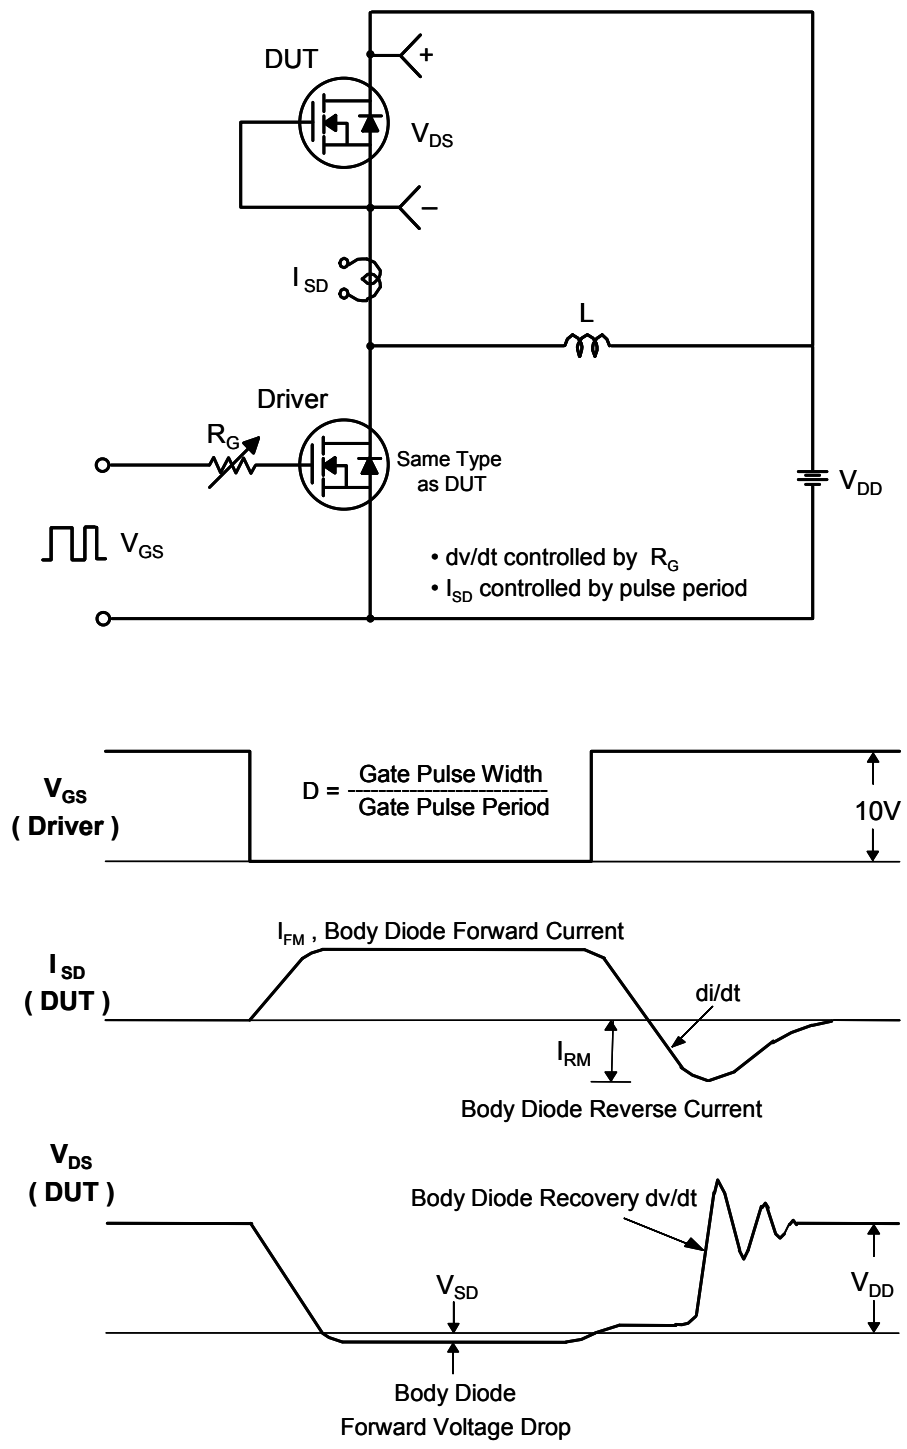 DUT
+
V_DS
–
I_SD
L
Driver
R_G
Same Type
as DUT
V_DD
V_GS
• dv/dt controlled by R_G
• I_SD controlled by pulse period
V_GS
( Driver )
D = Gate Pulse Width
Gate Pulse Period
10V
I_FM , Body Diode Forward Current
I_SD
( DUT )
di/dt
I_RM
Body Diode Reverse Current
V_DS
( DUT )
Body Diode Recovery dv/dt
V_SD
V_DD
Body Diode
Forward Voltage Drop